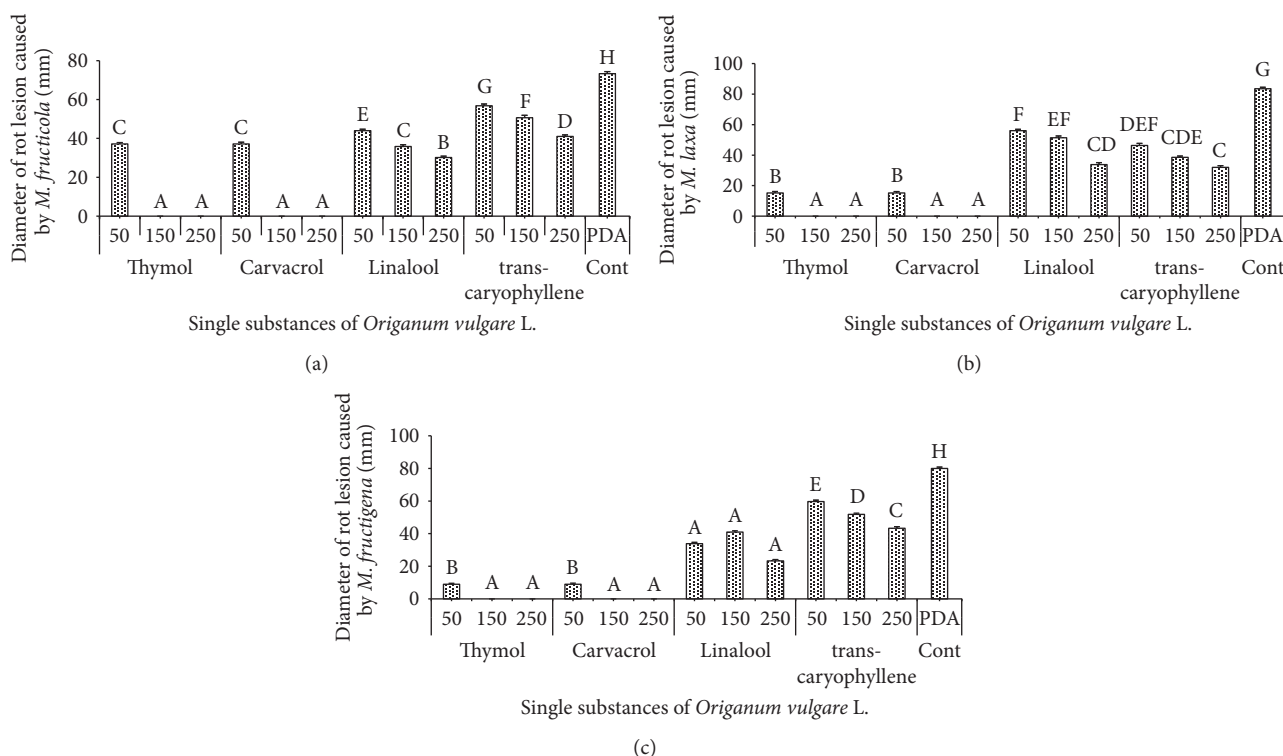 Diameter of rot lesion caused
by M. fructicola (mm)
80
60
40
20
0
C
A
A
C
A
A
E
C
B
G
F
D
H
50 150 250 50 150 250 50 150 250 50 150 250 PDA
Thymol Carvacrol Linalool trans- Cont
caryophyllene
Single substances of Origanum vulgare L.
(a)
Diameter of rot lesion caused
by M. laxa (mm)
100
80
60
40
20
0
B
A
A
B
A
A
F
EF
CD
DEF
CDE
C
G
50 150 250 50 150 250 50 150 250 50 150 250 PDA
Thymol Carvacrol Linalool trans- Cont
caryophyllene
Single substances of Origanum vulgare L.
(b)
Diameter of rot lesion caused
by M. fructigena (mm)
100
80
60
40
20
0
B
A
A
B
A
A
A
A
A
E
D
C
H
50 150 250 50 150 250 50 150 250 50 150 250 PDA
Thymol Carvacrol Linalool trans- Cont
caryophyllene
Single substances of Origanum vulgare L.
(c)